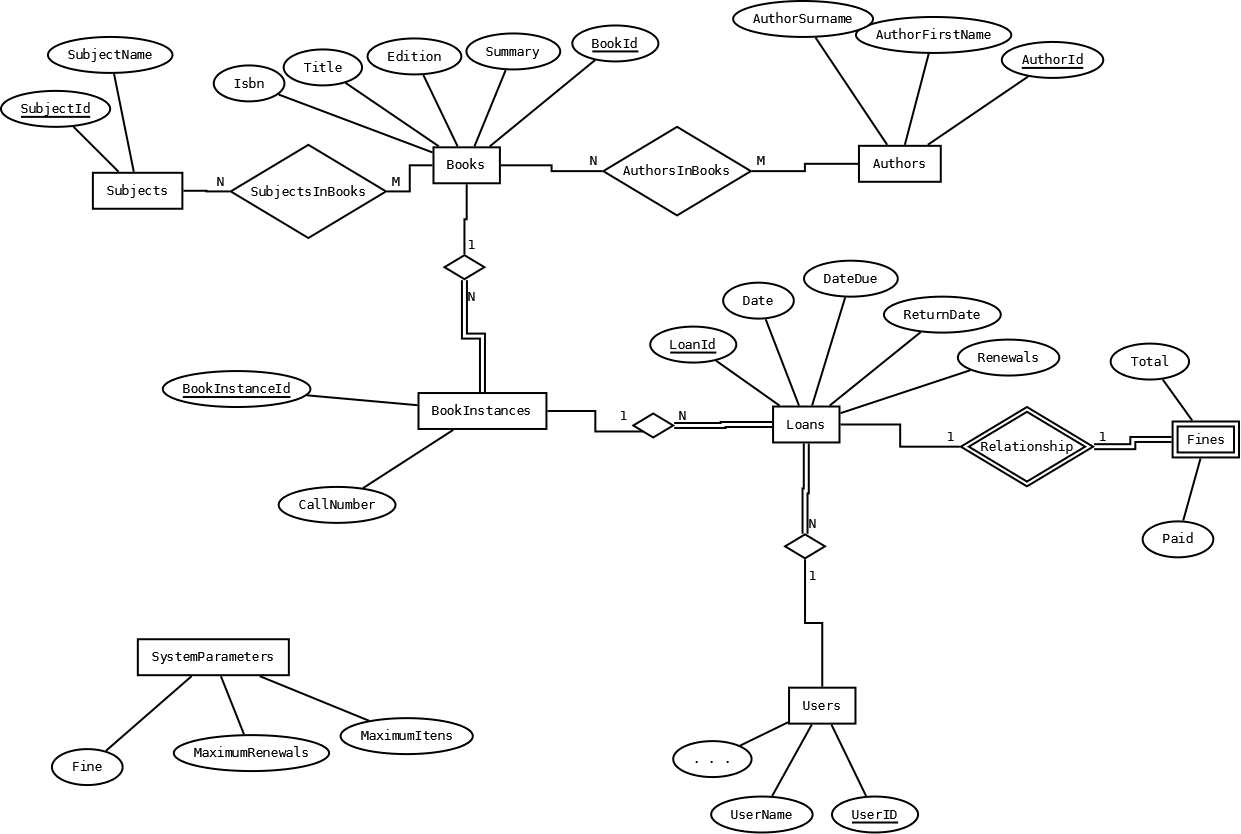 AuthorSurname
AuthorFirstName
AuthorId
SubjectName
SubjectId
Isbn
Title
Edition
Summary
BookId
Subjects
N
SubjectsInBooks
M
Books
N
AuthorsInBooks
M
Authors
1
N
BookInstanceId
BookInstances
CallNumber
1
N
LoanId
Date
DateDue
ReturnDate
Renewals
Loans
1
Relationship
1
Total
Fines
Paid
N
1
SystemParameters
Fine
MaximumRenewals
MaximumItens
Users
. . .
UserName
UserID